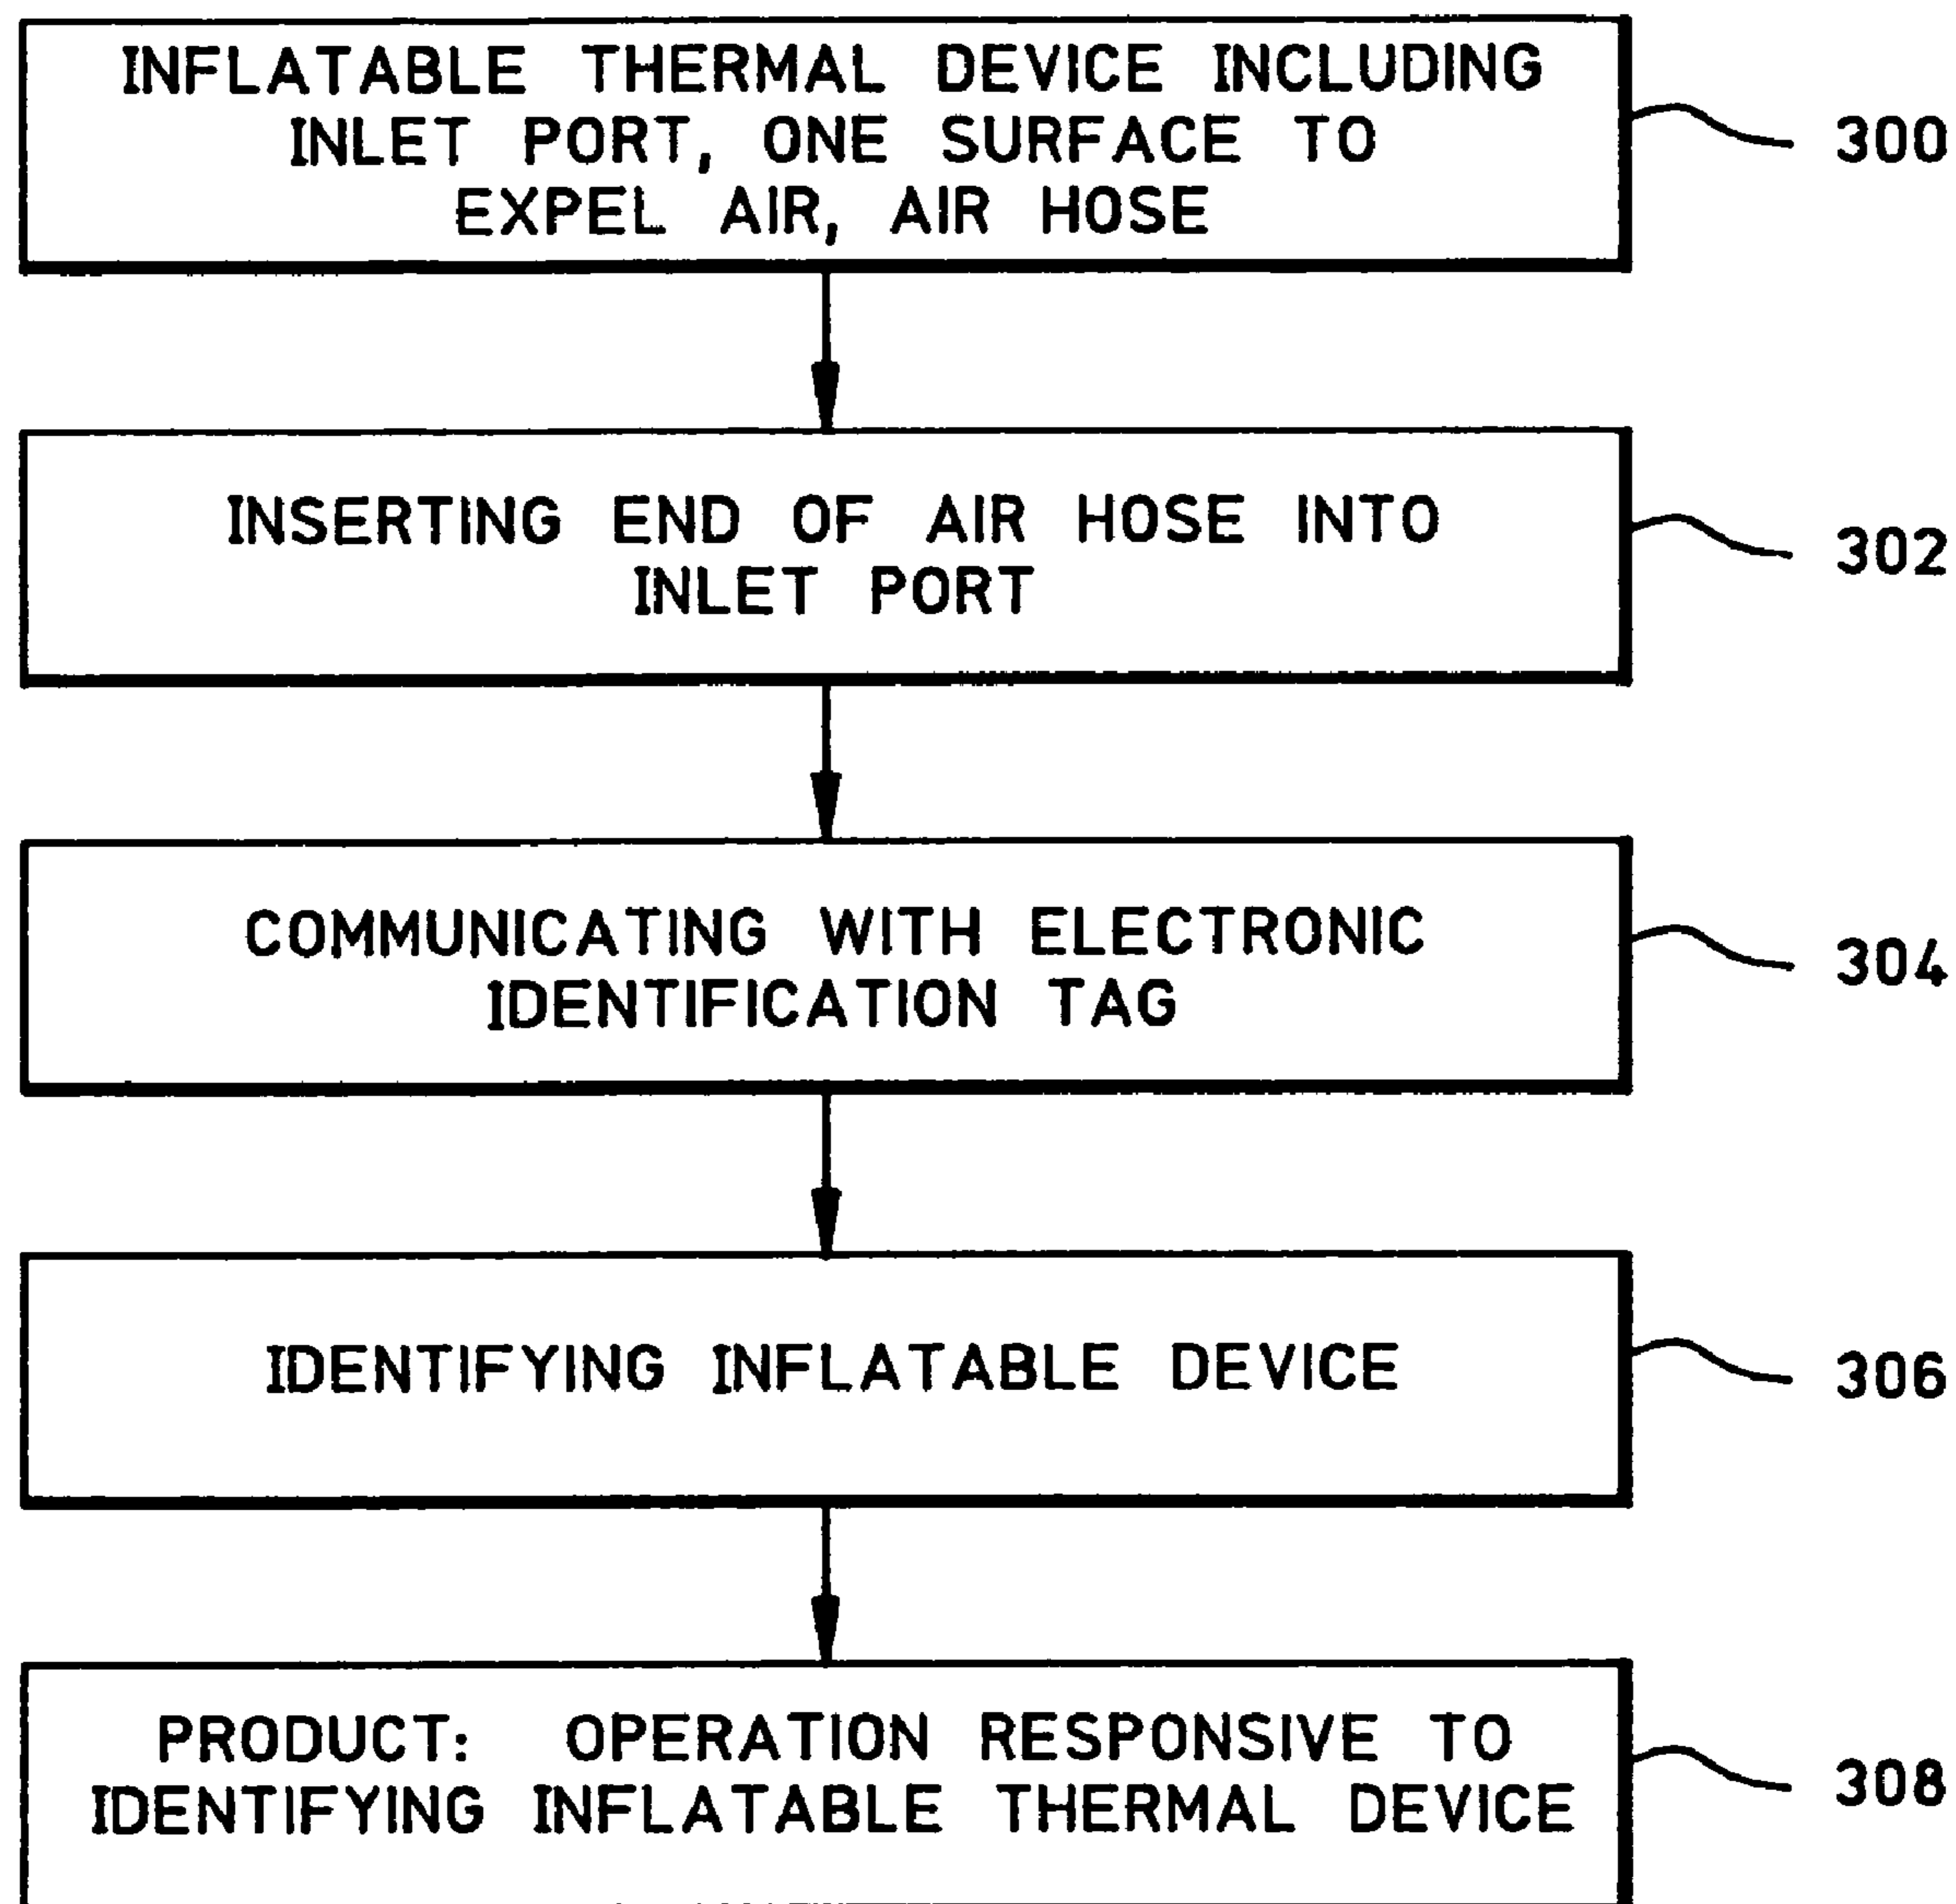 INFLATABLE THERMAL DEVICE INCLUDING
INLET PORT, ONE SURFACE TO
EXPEL AIR, AIR HOSE
300
INSERTING END OF AIR HOSE INTO
INLET PORT
302
COMMUNICATING WITH ELECTRONIC
IDENTIFICATION TAG
304
IDENTIFYING INFLATABLE DEVICE
306
PRODUCT: OPERATION RESPONSIVE TO
IDENTIFYING INFLATABLE THERMAL DEVICE
308